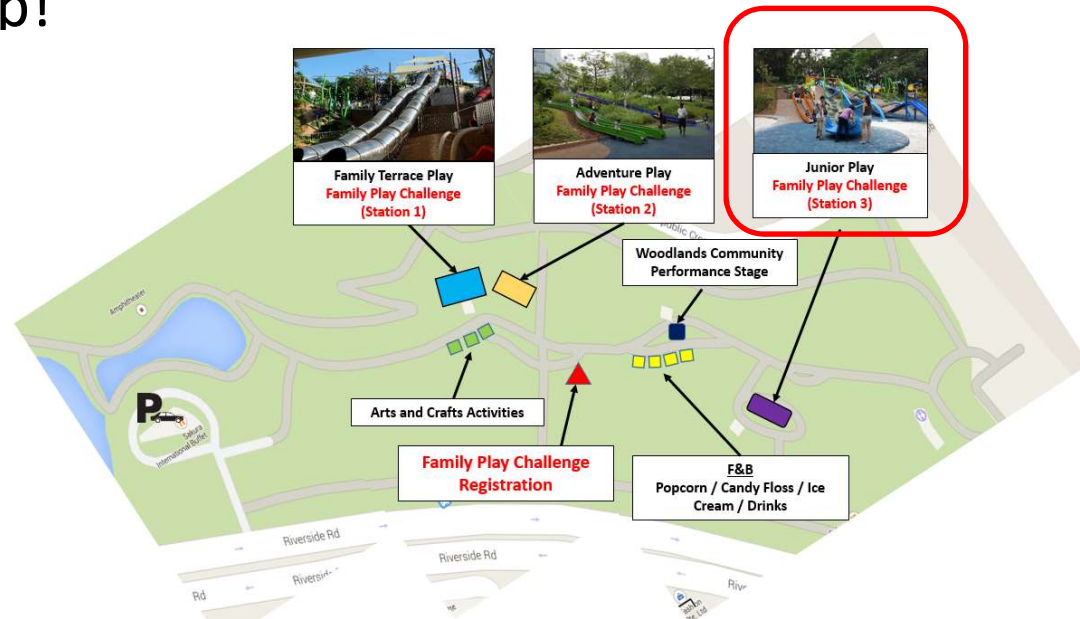 p!
Family Terrace Play
Family Play Challenge
(Station 1)
Adventure Play
Family Play Challenge
(Station 2)
Junior Play
Family Play Challenge
(Station 3)
Woodlands Community
Performance Stage
Amphitheater
P
Sakura
International Buffet
Arts and Crafts Activities
Family Play Challenge
Registration
F&B
Popcorn / Candy Floss / Ice
Cream / Drinks
Riverside Rd
Riverside Rd
Rd